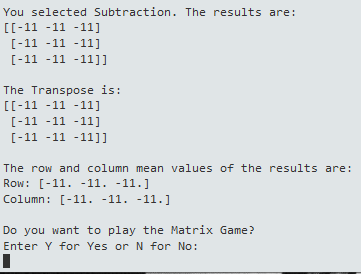 You selected Subtraction. The results are:
[[-11 -11 -11]
 [-11 -11 -11]
 [-11 -11 -11]]
The Transpose is:
[[-11 -11 -11]
 [-11 -11 -11]
 [-11 -11 -11]]
The row and column mean values of the results are:
Row: [-11. -11. -11.]
Column: [-11. -11. -11.]
Do you want to play the Matrix Game?
Enter Y for Yes or N for No: